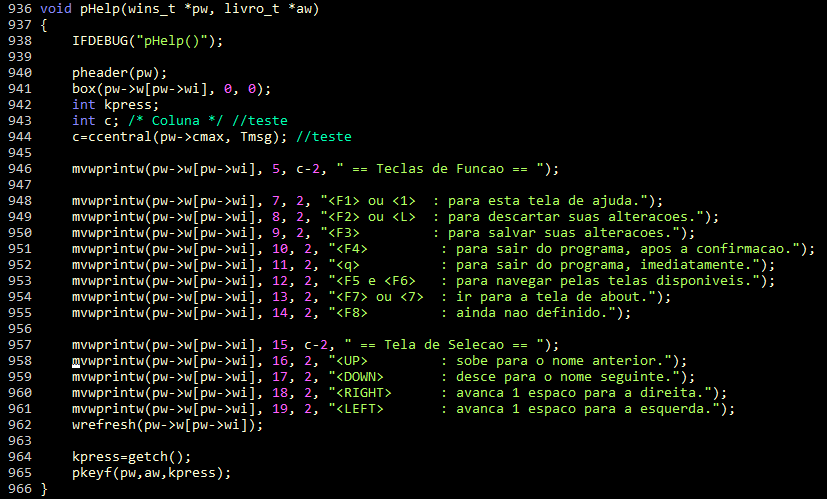 936 void pHelp(wins_t *pw, livro_t *aw)
937 {
938     IFDEBUG("pHelp()");
939
940     pheader(pw);
941     box(pw->w[pw->wi], 0, 0);
942     int kpress;
943     int c; /* Coluna */ //teste
944     c=ccentral(pw->cmax, Tmsg); //teste
945
946     mvwprintw(pw->w[pw->wi], 5, c-2, " == Teclas de Funcao == ");
947
948     mvwprintw(pw->w[pw->wi], 7, 2, "<F1> ou <1>  : para esta tela de ajuda.");
949     mvwprintw(pw->w[pw->wi], 8, 2, "<F2> ou <L>  : para descartar suas alteracoes.");
950     mvwprintw(pw->w[pw->wi], 9, 2, "<F3>         : para salvar suas alteracoes.");
951     mvwprintw(pw->w[pw->wi], 10, 2, "<F4>         : para sair do programa, apos a confirmacao.");
952     mvwprintw(pw->w[pw->wi], 11, 2, "<q>          : para sair do programa, imediatamente.");
953     mvwprintw(pw->w[pw->wi], 12, 2, "<F5 e <F6>   : para navegar pelas telas disponiveis.");
954     mvwprintw(pw->w[pw->wi], 13, 2, "<F7> ou <7>  : ir para a tela de about.");
955     mvwprintw(pw->w[pw->wi], 14, 2, "<F8>         : ainda nao definido.");
956
957     mvwprintw(pw->w[pw->wi], 15, c-2, " == Tela de Selecao == ");
958     mvwprintw(pw->w[pw->wi], 16, 2, "<UP>         : sobe para o nome anterior.");
959     mvwprintw(pw->w[pw->wi], 17, 2, "<DOWN>       : desce para o nome seguinte.");
960     mvwprintw(pw->w[pw->wi], 18, 2, "<RIGHT>      : avanca 1 espaco para a direita.");
961     mvwprintw(pw->w[pw->wi], 19, 2, "<LEFT>       : avanca 1 espaco para a esquerda.");
962     wrefresh(pw->w[pw->wi]);
963
964     kpress=getch();
965     pkeyf(pw,aw,kpress);
966 }